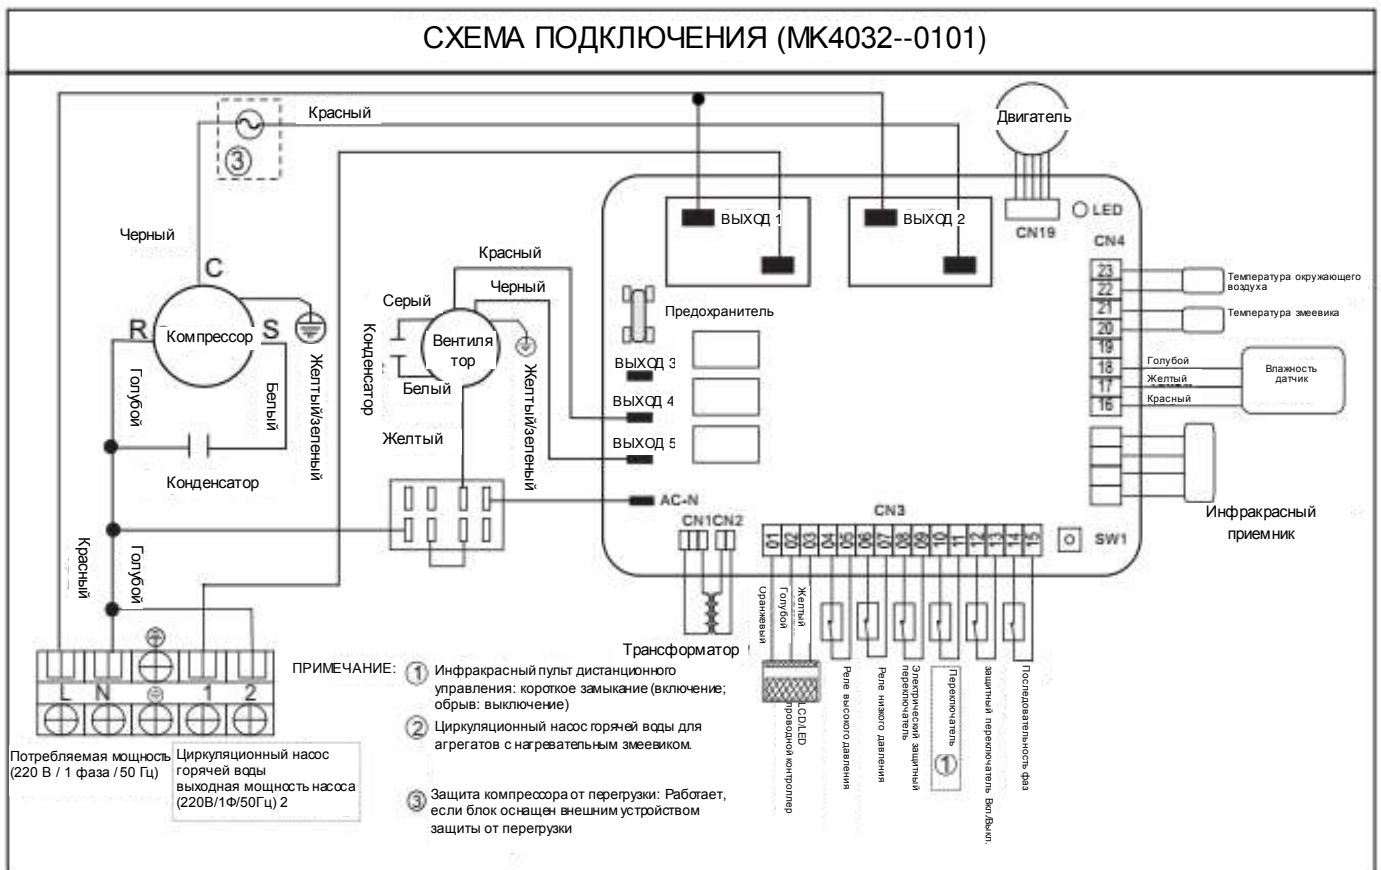 СХЕМА ПОДКЛЮЧЕНИЯ (MK4032--0101)
Красный
3
Двигатель
CN19
LED
CN4
ВЫХОД 1
ВЫХОД 2
Черный
C
R
S
Компрессор
Желтый/зеленый
Голубой
Белый
Конденсатор
Красный
Черный
Серый
Конденсатор
Вентиля
тор
Белый
Желтый/зеленый
Желтый
Предохранитель
ВЫХОД 3
ВЫХОД 4
ВЫХОД 5
AC-N
CN1
CN2
CN3
SW1
23
22
21
20
19
18
17
16
Температура окружающего
воздуха
Температура змеевика
Голубой
Желтый
Красный
Влажность
датчик
Инфракрасный
приемник
01
02
03
04
05
06
07
08
09
10
11
12
13
14
15
Оранжевый
Голубой
Желтый
Трансформатор
LCD/LED
проводной контроллер
Реле высокого давления
Реле низкого давления
Электрический защитный
переключатель
Переключатель
1
защитный переключатель Вкл./Выкл.
Последовательность фаз
Красный
Голубой
L
N
1
2
Потребляемая мощность
(220 В / 1 фаза / 50 Гц)
Циркуляционный насос
горячей воды
выходная мощность насоса
(220В/1Ф/50Гц) 2
ПРИМЕЧАНИЕ:
1 Инфракрасный пульт дистанционного
управления: короткое замыкание (включение;
обрыв: выключение)
2 Циркуляционный насос горячей воды для
агрегатов с нагревательным змеевиком.
3 Защита компрессора от перегрузки: Работает,
если блок оснащен внешним устройством
защиты от перегрузки